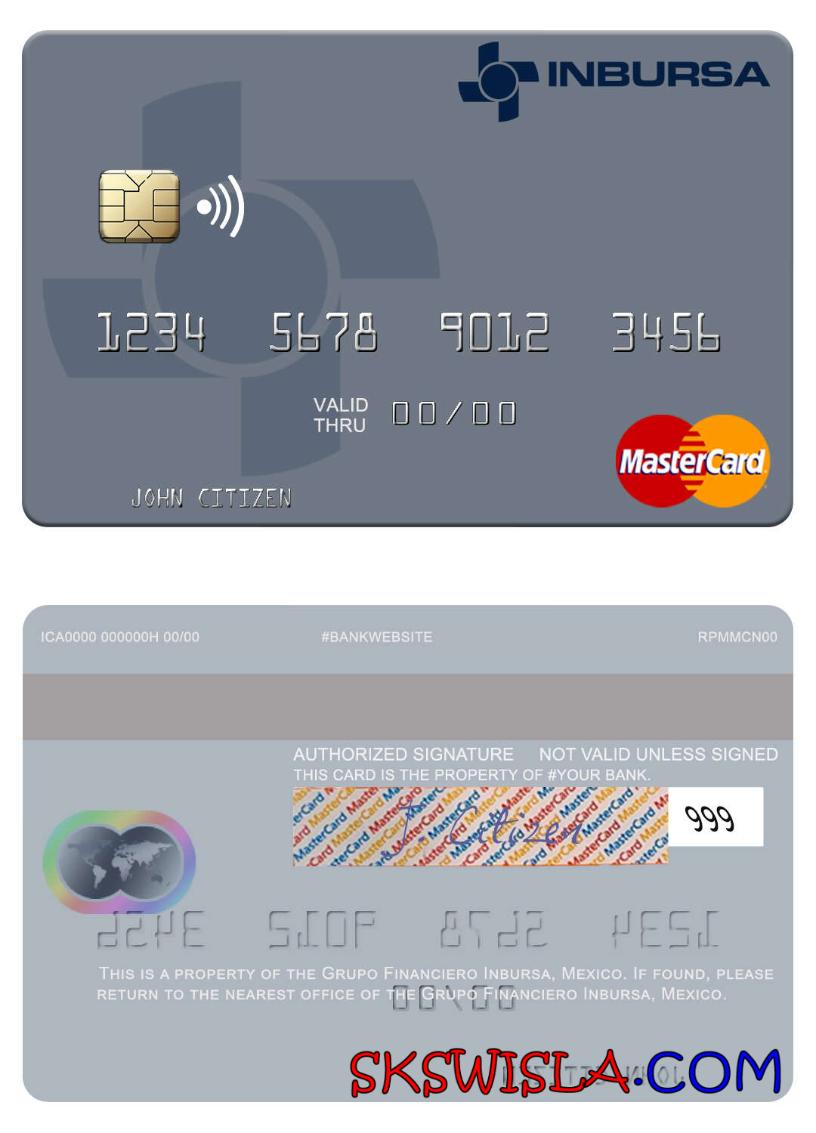 INBURSA
1234 5678 9012 3456
VALID THRU 00/00
MasterCard
JOHN CITIZEN
ICA0000 000000H 00/00 #BANKWEBSITE RPMMCN00
AUTHORIZED SIGNATURE NOT VALID UNLESS SIGNED
THIS CARD IS THE PROPERTY OF #YOUR BANK.
J Citizen 999
THIS IS A PROPERTY OF THE GRUPO FINANCIERO INBURSA, MEXICO. IF FOUND, PLEASE
RETURN TO THE NEAREST OFFICE OF THE GRUPO FINANCIERO INBURSA, MEXICO.
SKSWISLA.COM